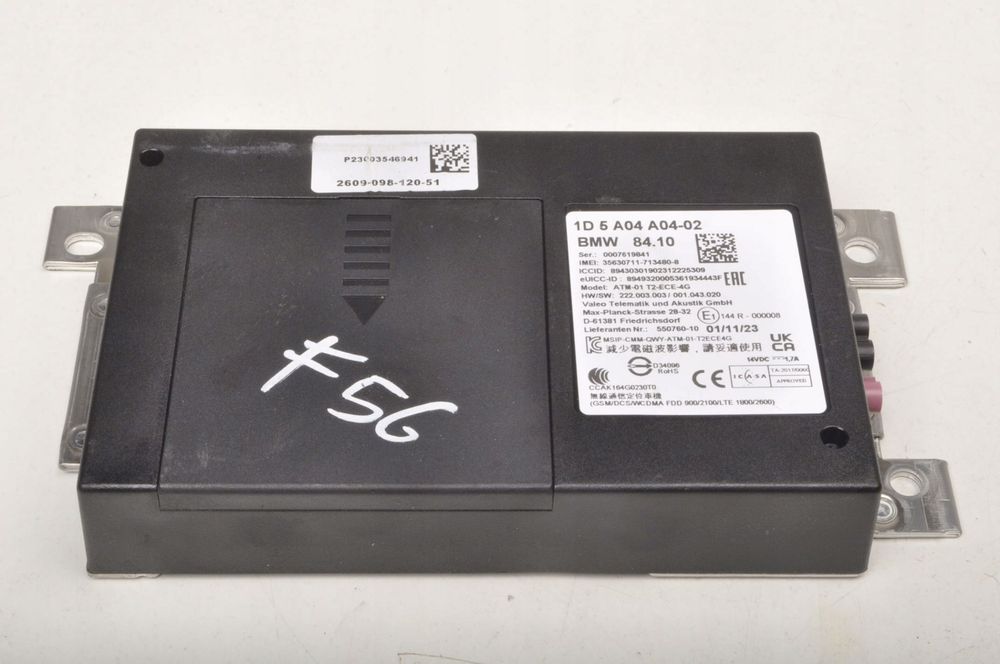 P23003546941
2609-098-120-51
1D 5 A04 A04-02
BMW 84.10
Ser.: 0007619841
IMEI: 35630711-713480-8
ICCID: 89430301902312225309
eUICC-ID : 8949320005361934443F
EAC
Model: ATM-01 T2-ECE-4G
HW/SW: 222.003.003 / 001.043.020
Valeo Telematik und Akustik GmbH
Max-Planck-Strasse 28-32
E1 144 R - 000008
D-61381 Friedrichsdorf
Lieferanten Nr.: 550760-10 01/11/23
MSIP-CMM-QWY-ATM-01-T2ECE4G
減少電磁波影響，請妥適使用
UK
CA
14VDC 1,7A
D34096
RoHS
CE
ICASA
APPROVED
CCAK164G0230T0
無線通信定位車機
(GSM/DCS/WCDMA FDD 900/2100/LTE 1800/2600)
F56